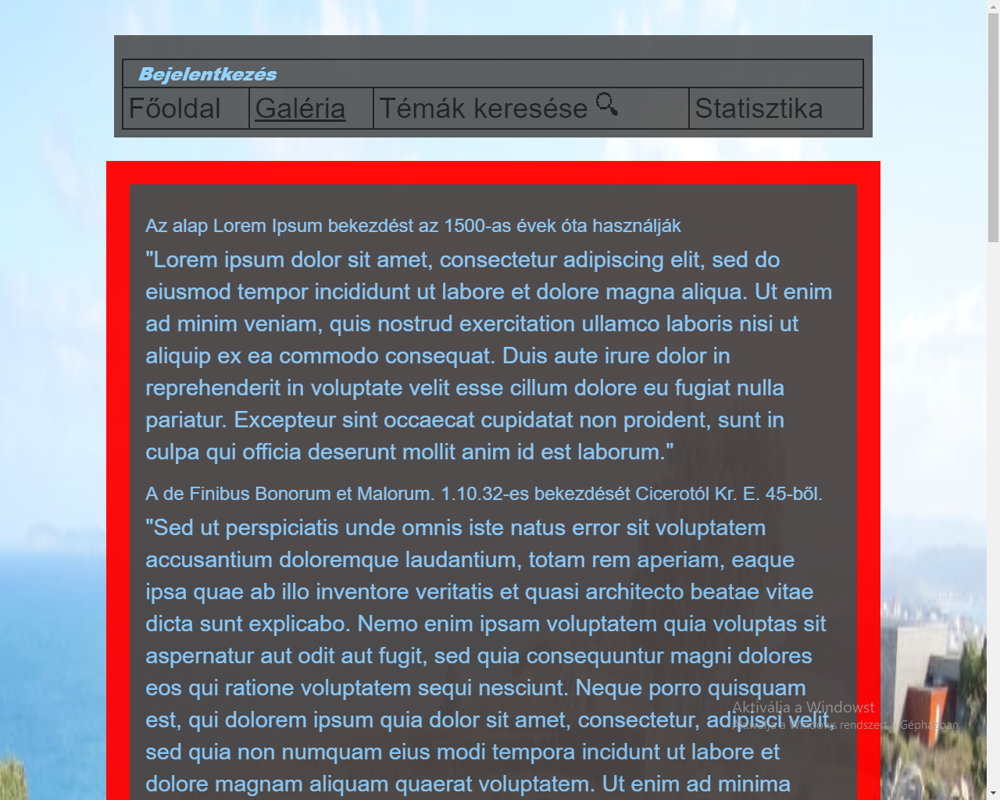 Bejelentkezés
Főoldal Galéria Témák keresése Statisztika
Az alap Lorem Ipsum bekezdést az 1500-as évek óta használják
"Lorem ipsum dolor sit amet, consectetur adipiscing elit, sed do
eiusmod tempor incididunt ut labore et dolore magna aliqua. Ut enim
ad minim veniam, quis nostrud exercitation ullamco laboris nisi ut
aliquip ex ea commodo consequat. Duis aute irure dolor in
reprehenderit in voluptate velit esse cillum dolore eu fugiat nulla
pariatur. Excepteur sint occaecat cupidatat non proident, sunt in
culpa qui officia deserunt mollit anim id est laborum."
A de Finibus Bonorum et Malorum. 1.10.32-es bekezdését Cicerotól Kr. E. 45-ből.
"Sed ut perspiciatis unde omnis iste natus error sit voluptatem
accusantium doloremque laudantium, totam rem aperiam, eaque
ipsa quae ab illo inventore veritatis et quasi architecto beatae vitae
dicta sunt explicabo. Nemo enim ipsam voluptatem quia voluptas sit
aspernatur aut odit aut fugit, sed quia consequuntur magni dolores
eos qui ratione voluptatem sequi nesciunt. Neque porro quisquam
est, qui dolorem ipsum quia dolor sit amet, consectetur, adipisci velit,
sed quia non numquam eius modi tempora incidunt ut labore et
dolore magnam aliquam quaerat voluptatem. Ut enim ad minima
Aktiválja a Windowst
Aktiválja a Windows rendszert a Gépházban.